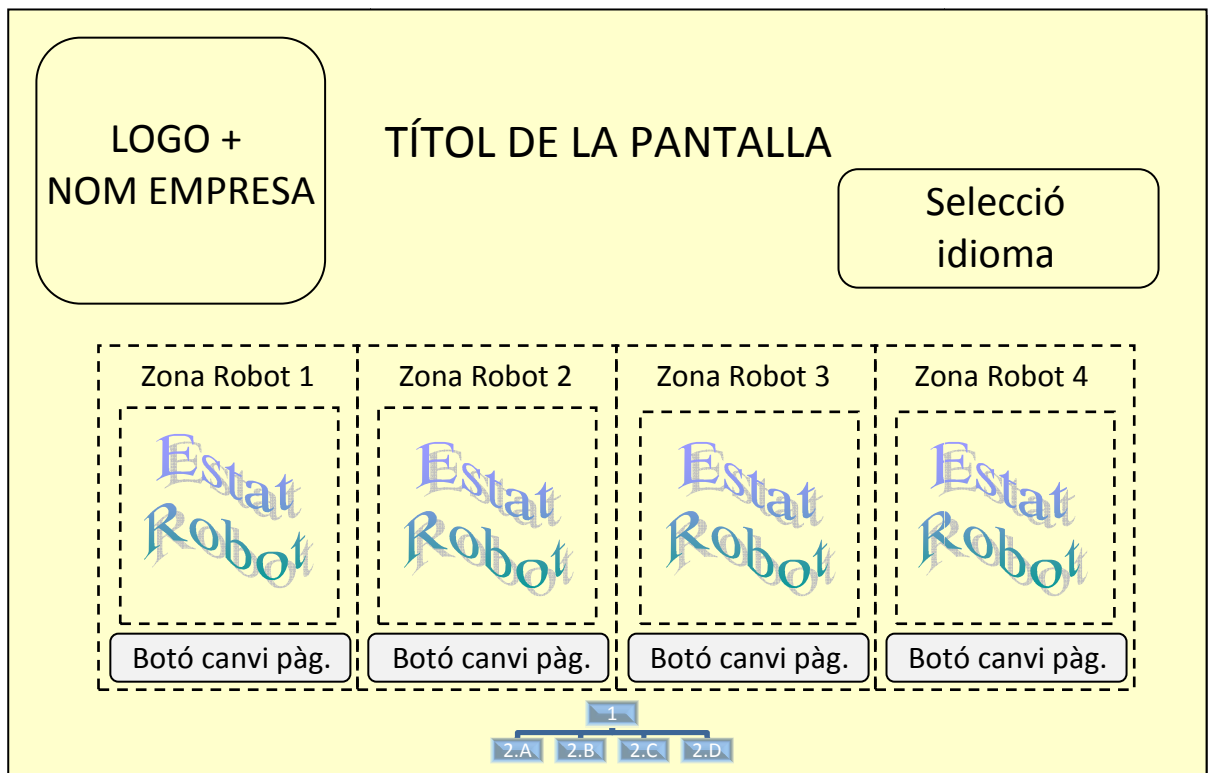 LOGO +
NOM EMPRESA
TÍTOL DE LA PANTALLA
Selecció
idioma
Zona Robot 1
Estat
Robot
Botó canvi pàg.
Zona Robot 2
Estat
Robot
Botó canvi pàg.
Zona Robot 3
Estat
Robot
Botó canvi pàg.
Zona Robot 4
Estat
Robot
Botó canvi pàg.
1
2.A 2.B 2.C 2.D